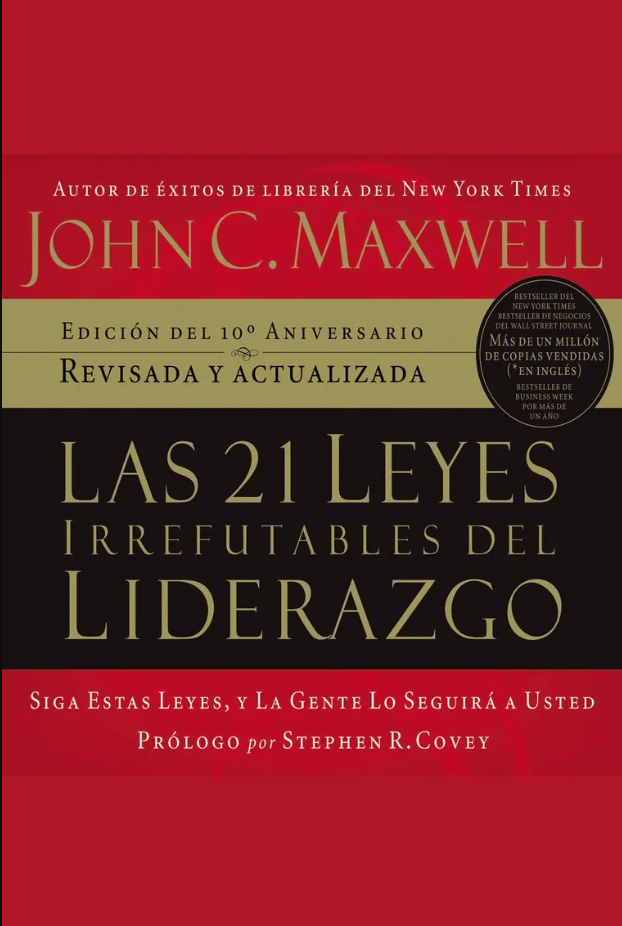 Autor de éxitos de librería del New York Times
John C. Maxwell
Edición del 10º Aniversario
Revisada y actualizada
Bestseller del
New York Times
Bestseller de negocios
del Wall Street Journal
Más de un millón
de copias vendidas
(*en inglés)
Bestseller de
Business Week
por más de
un año
Las 21 Leyes
Irrefutables del
Liderazgo
Siga Estas Leyes, y La Gente Lo Seguirá a Usted
Prólogo por Stephen R. Covey